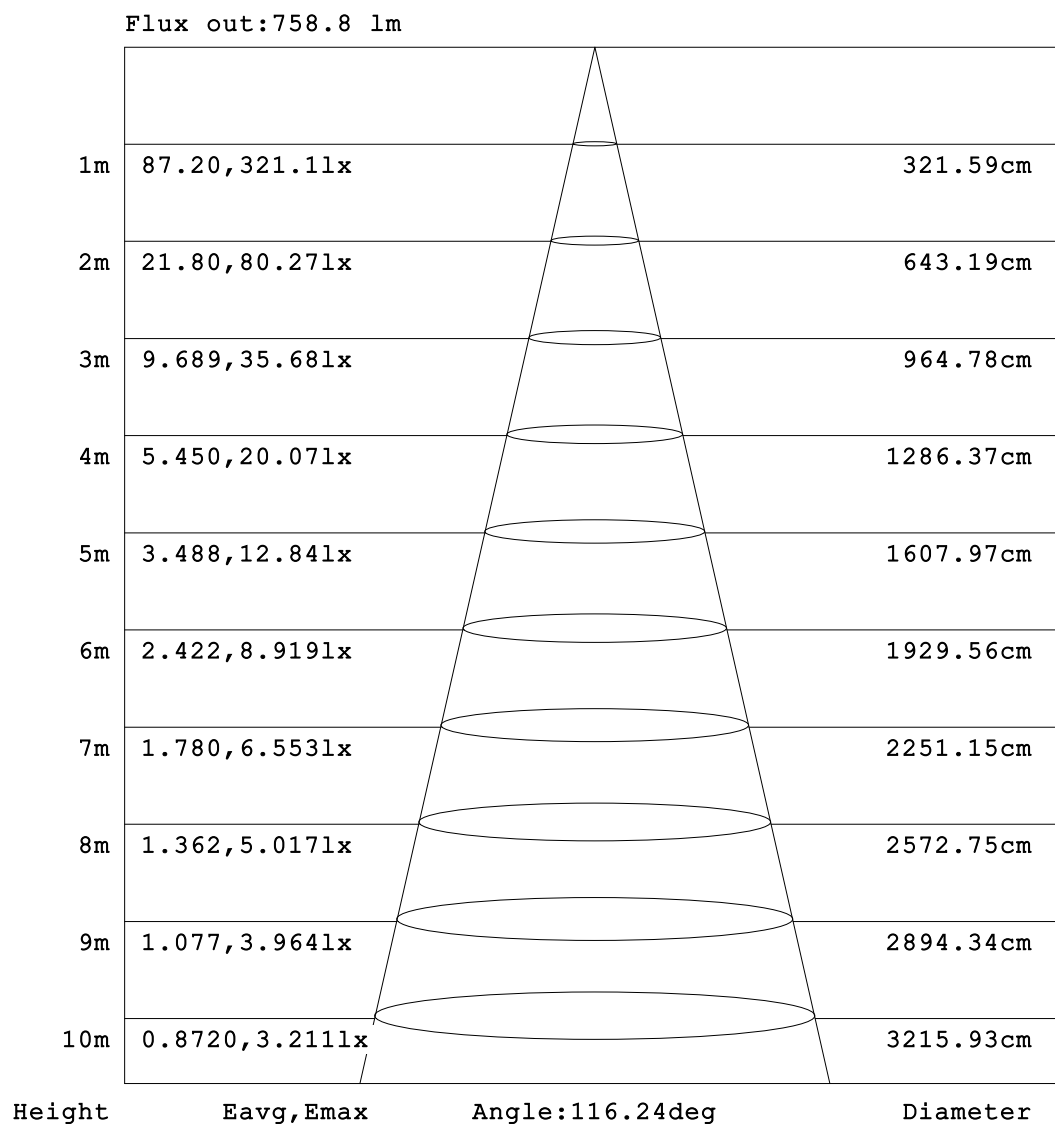 Flux out:758.8 lm
1m 87.20,321.1lx 321.59cm
2m 21.80,80.27lx 643.19cm
3m 9.689,35.68lx 964.78cm
4m 5.450,20.07lx 1286.37cm
5m 3.488,12.84lx 1607.97cm
6m 2.422,8.919lx 1929.56cm
7m 1.780,6.553lx 2251.15cm
8m 1.362,5.017lx 2572.75cm
9m 1.077,3.964lx 2894.34cm
10m 0.8720,3.211lx 3215.93cm
Height Eavg,Emax Angle:116.24deg Diameter